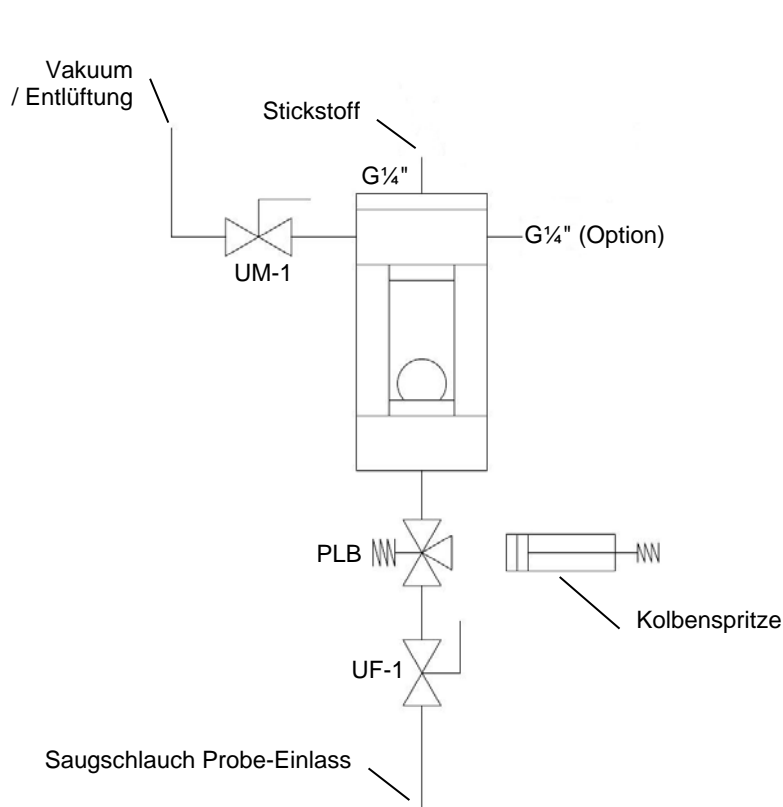 Vakuum
/ Entlüftung
Stickstoff
G¼"
G¼" (Option)
UM-1
PLB
Kolbenspritze
UF-1
Saugschlauch Probe-Einlass